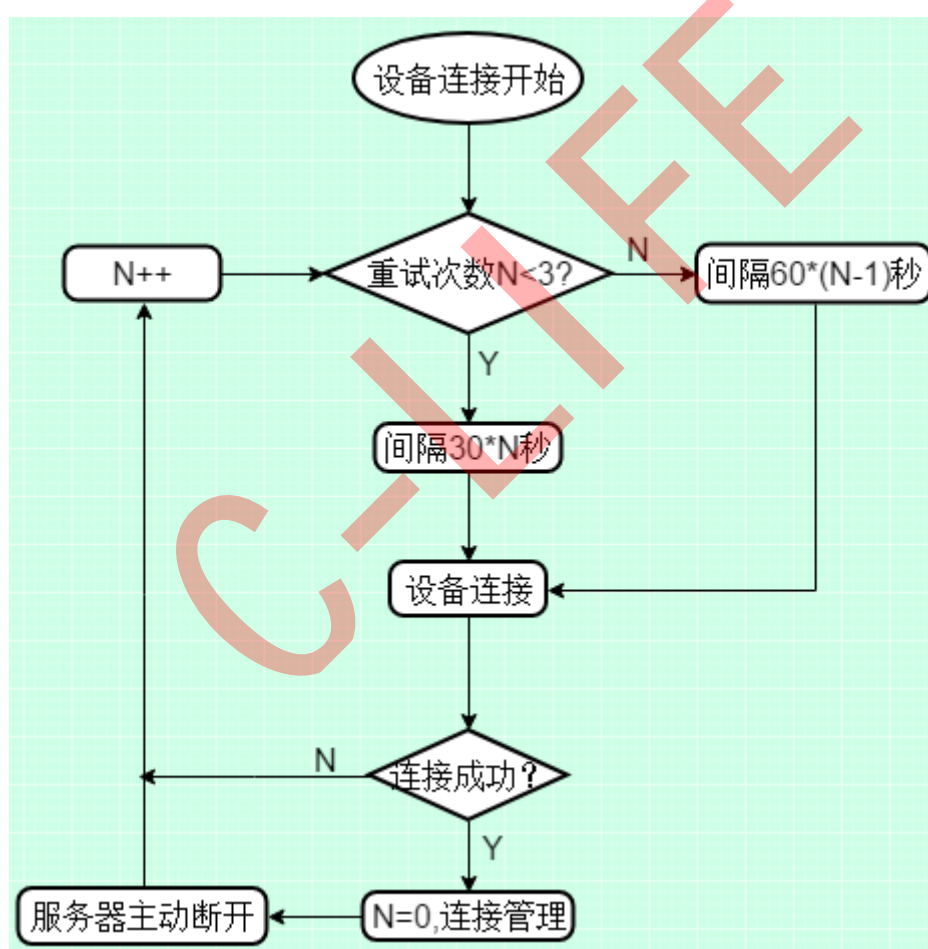 设备连接开始
N++
重试次数N<3?
N
间隔60*(N-1)秒
Y
间隔30*N秒
设备连接
N
连接成功?
Y
服务器主动断开
N=0,连接管理
C-LIFE